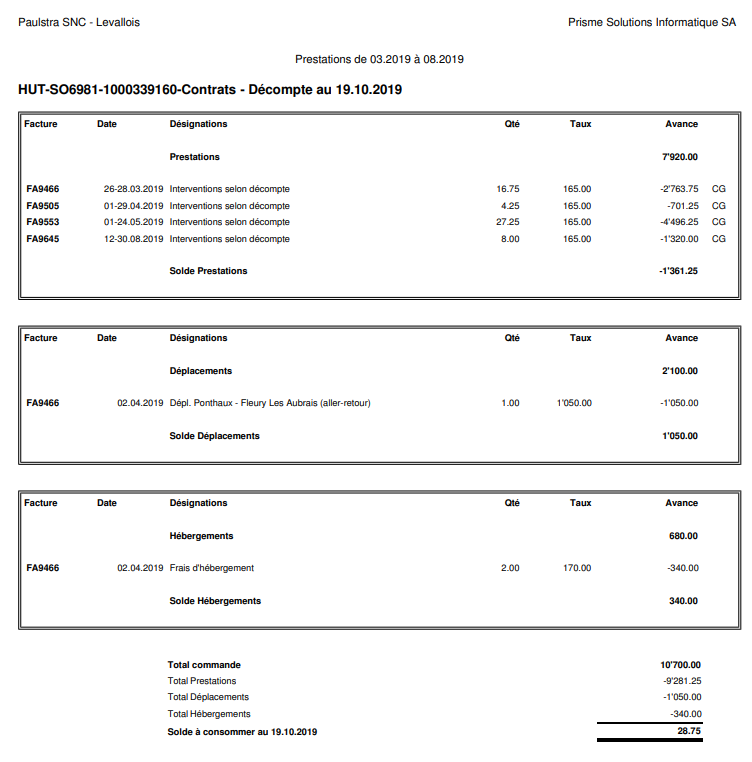 Paulstra SNC - Levallois Prisme Solutions Informatique SA
Prestations de 03.2019 à 08.2019
HUT-SO6981-1000339160-Contrats - Décompte au 19.10.2019
Facture Date Désignations Qté Taux Avance
Prestations 7'920.00
FA9466 26-28.03.2019 Interventions selon décompte 16.75 165.00 -2'763.75 CG
FA9505 01-29.04.2019 Interventions selon décompte 4.25 165.00 -701.25 CG
FA9553 01-24.05.2019 Interventions selon décompte 27.25 165.00 -4'496.25 CG
FA9645 12-30.08.2019 Interventions selon décompte 8.00 165.00 -1'320.00 CG
Solde Prestations -1'361.25
Facture Date Désignations Qté Taux Avance
Déplacements 2'100.00
FA9466 02.04.2019 Dépl. Ponthaux - Fleury Les Aubrais (aller-retour) 1.00 1'050.00 -1'050.00
Solde Déplacements 1'050.00
Facture Date Désignations Qté Taux Avance
Hébergements 680.00
FA9466 02.04.2019 Frais d'hébergement 2.00 170.00 -340.00
Solde Hébergements 340.00
Total commande 10'700.00
Total Prestations -9'281.25
Total Déplacements -1'050.00
Total Hébergements -340.00
Solde à consommer au 19.10.2019 28.75